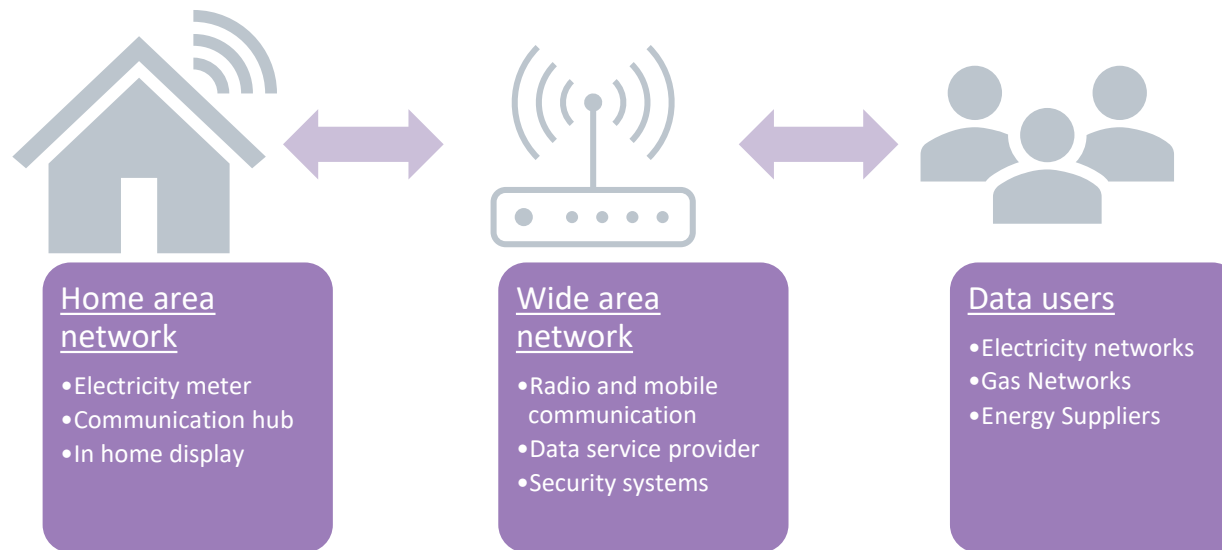 Home area
network
•Electricity meter
•Communication hub
•In home display
Wide area
network
•Radio and mobile
communication
•Data service provider
•Security systems
Data users
•Electricity networks
•Gas Networks
•Energy Suppliers